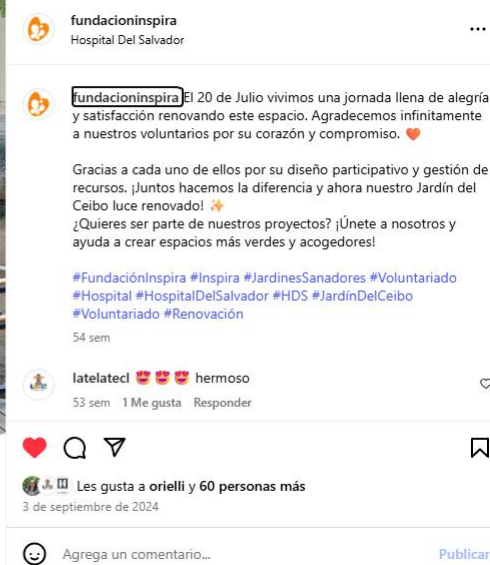 fundacioninspira
Hospital Del Salvador
fundacioninspira El 20 de Julio vivimos una jornada llena de alegría
y satisfacción renovando este espacio. Agradecemos infinitamente
a nuestros voluntarios por su corazón y compromiso. 🧡
Gracias a cada uno de ellos por su diseño participativo y gestión de
recursos. ¡Juntos hacemos la diferencia y ahora nuestro Jardín del
Ceibo luce renovado! ✨
¿Quieres ser parte de nuestros proyectos? ¡Únete a nosotros y
ayuda a crear espacios más verdes y acogedores!
#FundaciónInspira #Inspira #JardinesSanadores #Voluntariado
#Hospital #HospitalDelSalvador #HDS #JardínDelCeibo
#Voluntariado #Renovación
54 sem
latelatecl 😍 😍 😍 hermoso
53 sem 1 Me gusta Responder
Les gusta a orielli y 60 personas más
3 de septiembre de 2024
Agrega un comentario...
Publicar